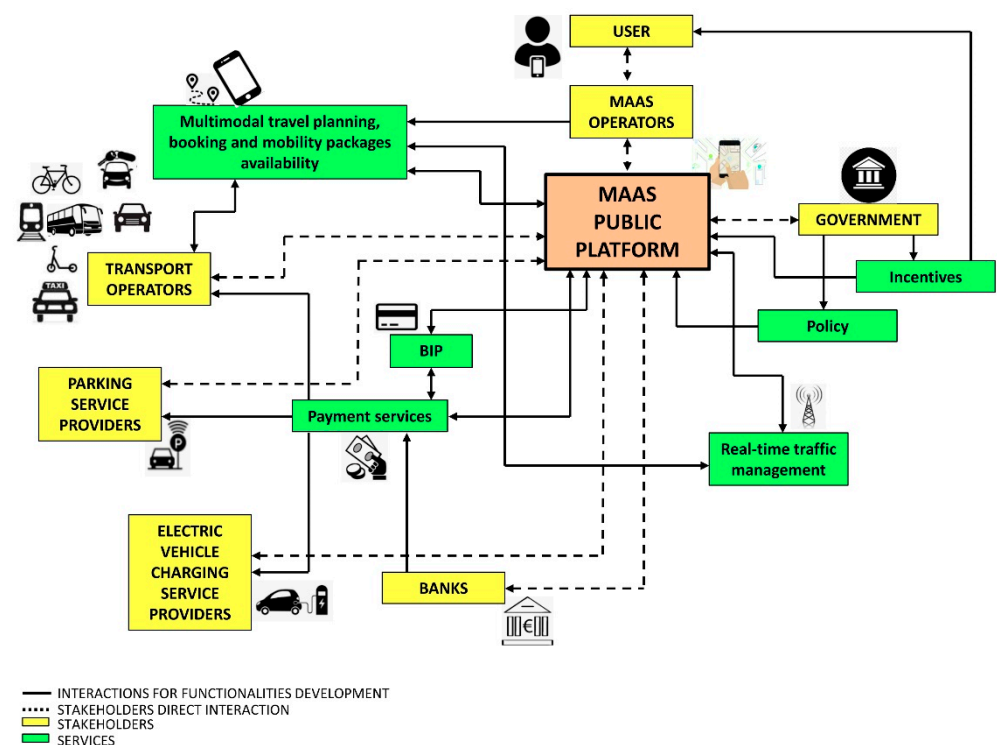 USER
MAAS
OPERATORS
Multimodal travel planning,
booking and mobility packages
availability
MAAS
PUBLIC
PLATFORM
GOVERNMENT
Incentives
Policy
TRANSPORT
OPERATORS
TAXI
BIP
PARKING
SERVICE
PROVIDERS
P
Payment services
Real-time traffic
management
ELECTRIC
VEHICLE
CHARGING
SERVICE
PROVIDERS
BANKS
€
INTERACTIONS FOR FUNCTIONALITIES DEVELOPMENT
STAKEHOLDERS DIRECT INTERACTION
STAKEHOLDERS
SERVICES